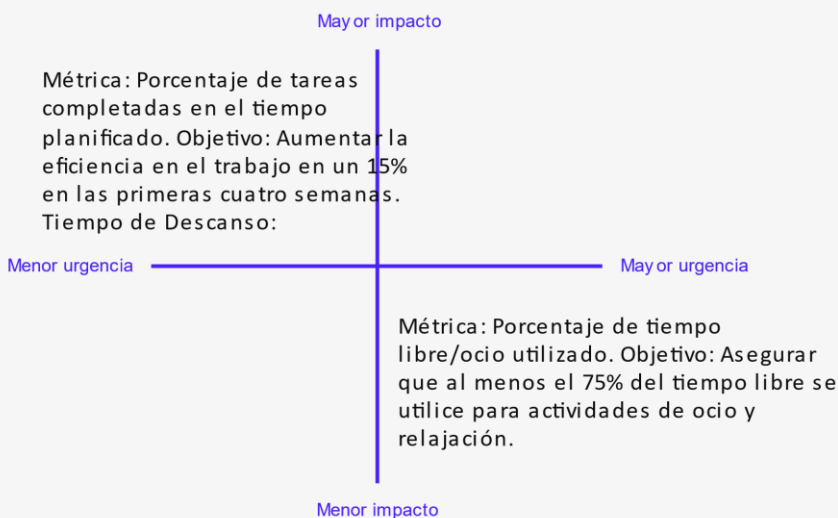 Mayor impacto
Métrica: Porcentaje de tareas
completadas en el tiempo
planificado. Objetivo: Aumentar la
eficiencia en el trabajo en un 15%
en las primeras cuatro semanas.
Tiempo de Descanso:
Menor urgencia
Mayor urgencia
Métrica: Porcentaje de tiempo
libre/ocio utilizado. Objetivo: Asegurar
que al menos el 75% del tiempo libre se
utilice para actividades de ocio y
relajación.
Menor impacto